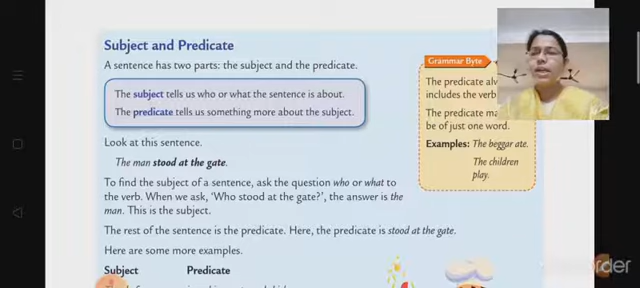 Subject and Predicate
A sentence has two parts: the subject and the predicate.
The subject tells us who or what the sentence is about.
The predicate tells us something more about the subject.
Look at this sentence.
The man stood at the gate.
To find the subject of a sentence, ask the question who or what to
the verb. When we ask, ‘Who stood at the gate?’, the answer is the
man. This is the subject.
The rest of the sentence is the predicate. Here, the predicate is stood at the gate.
Here are some more examples.
Subject Predicate
Grammar Byte
The predicate
includes the verb
The predicate
be of just one word.
Examples: The beggar ate.
The children
play.